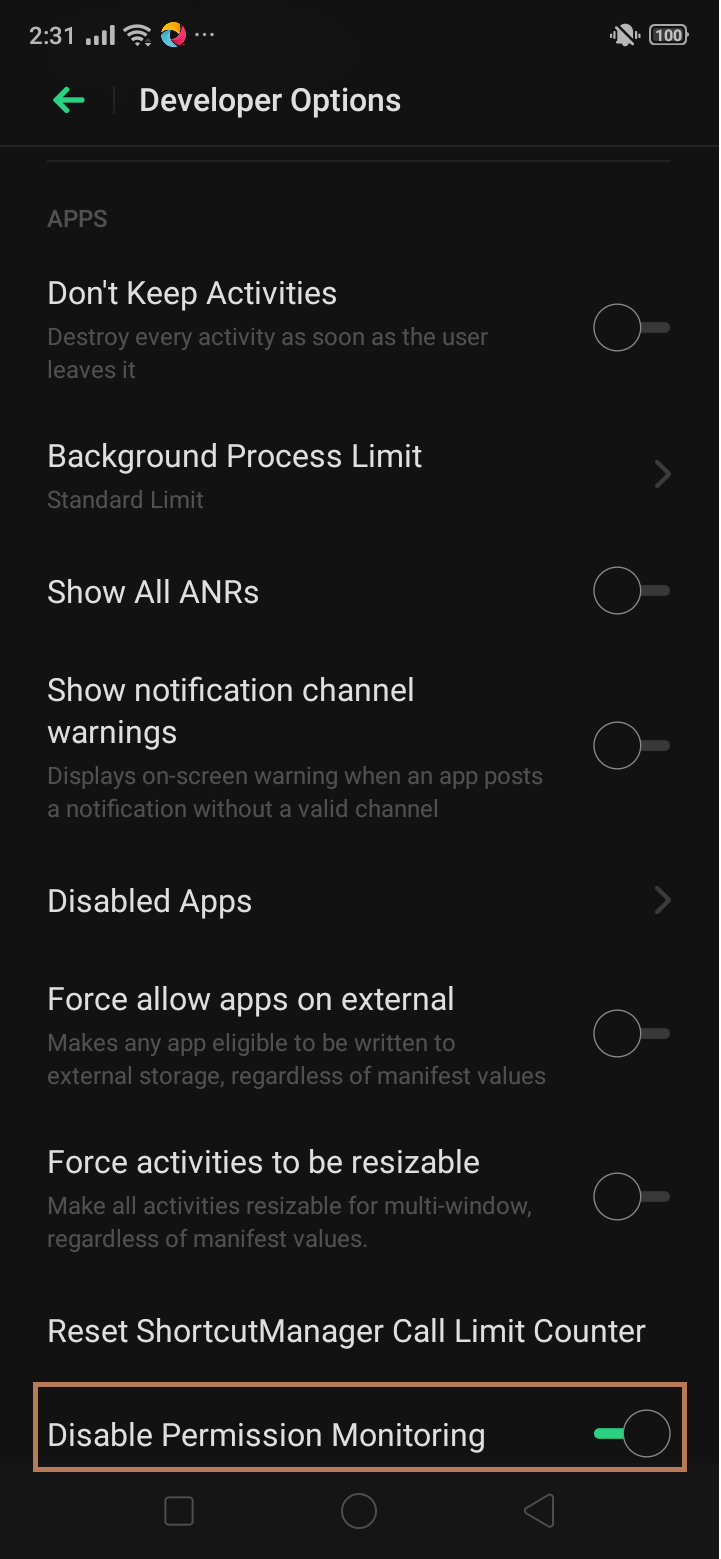 2:31 100
Developer Options
APPS
Don't Keep Activities
Destroy every activity as soon as the user
leaves it
Background Process Limit
Standard Limit
Show All ANRs
Show notification channel
warnings
Displays on-screen warning when an app posts
a notification without a valid channel
Disabled Apps
Force allow apps on external
Makes any app eligible to be written to
external storage, regardless of manifest values
Force activities to be resizable
Make all activities resizable for multi-window,
regardless of manifest values.
Reset ShortcutManager Call Limit Counter
Disable Permission Monitoring